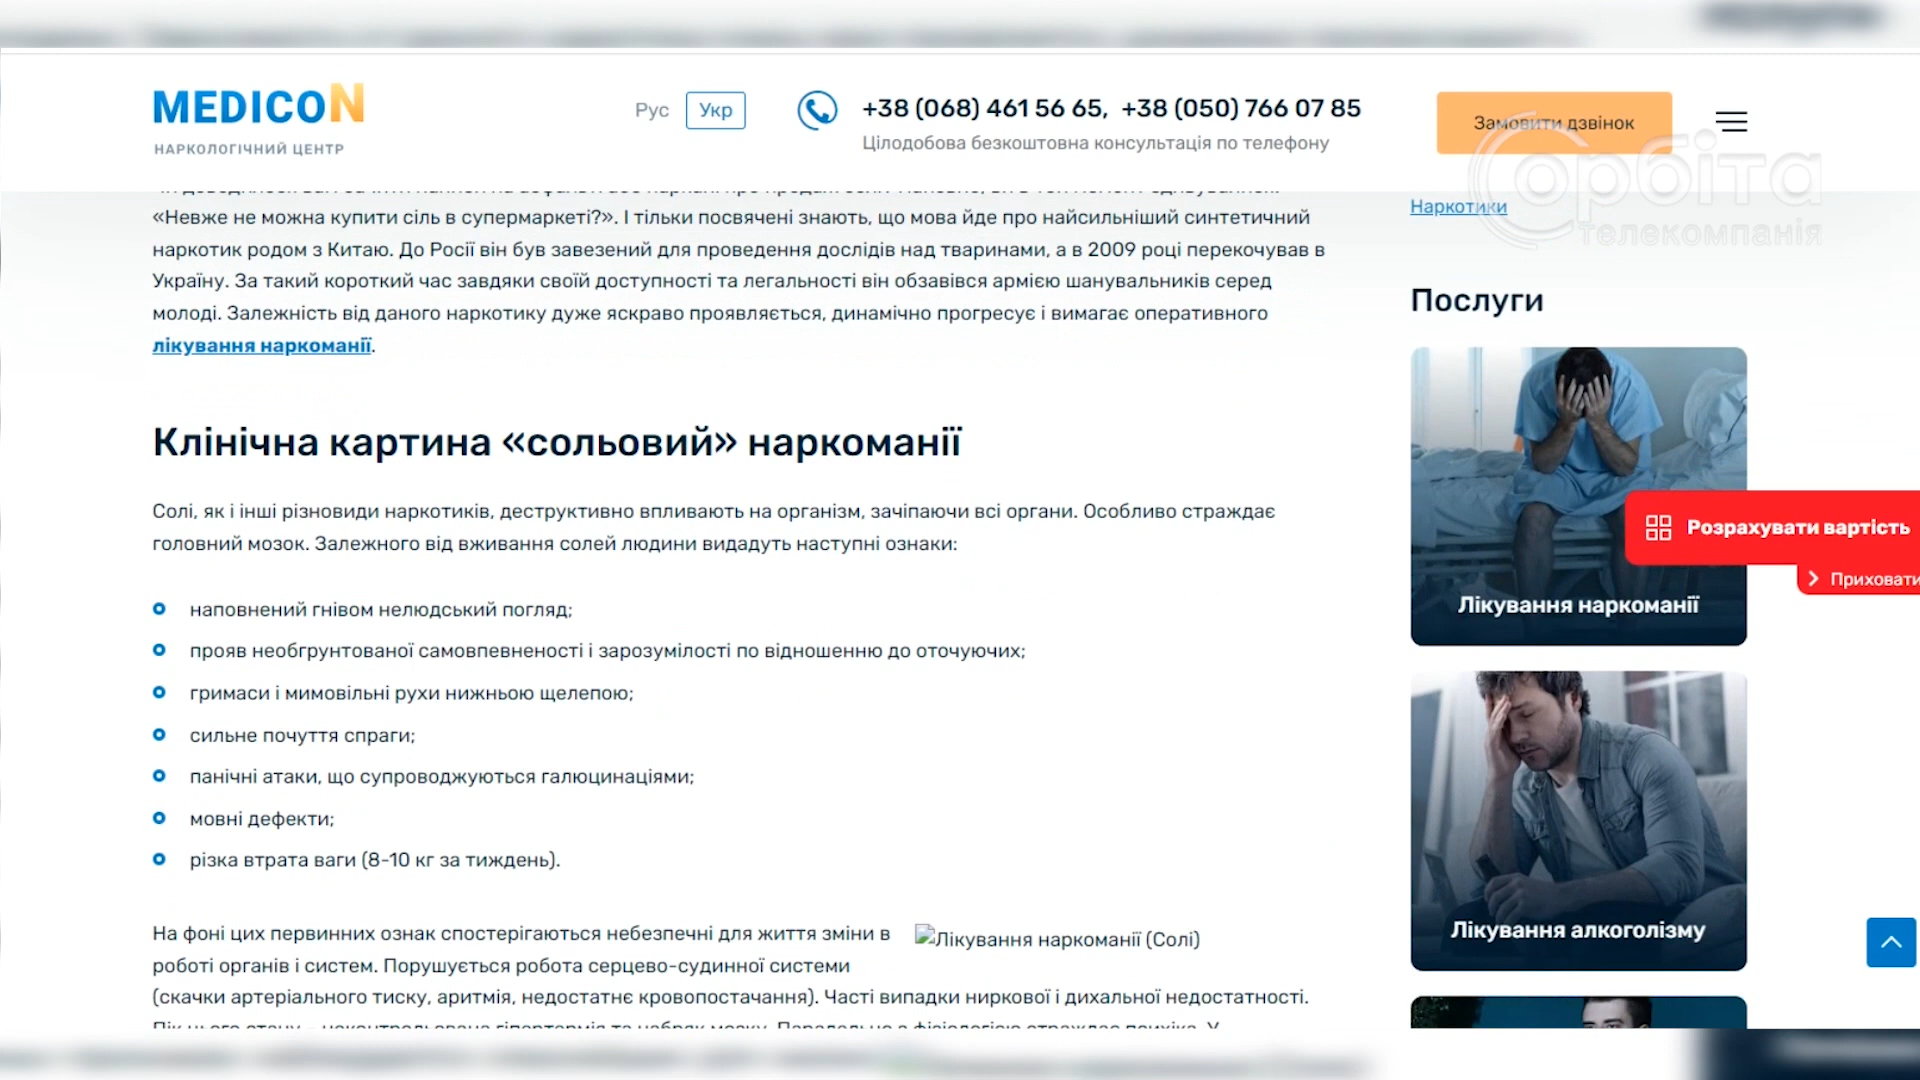 MEDICON
НАРКОЛОГІЧНИЙ ЦЕНТР
Рус Укр
+38 (068) 461 56 65, +38 (050) 766 07 85
Цілодобова безкоштовна консультація по телефону
Замовити дзвінок
орбіта
телекомпанія
«Невже не можна купити сіль в супермаркеті?». І тільки посвячені знають, що мова йде про найсильніший синтетичний
наркотик родом з Китаю. До Росії він був завезений для проведення дослідів над тваринами, а в 2009 році перекочував в
Україну. За такий короткий час завдяки своїй доступності та легальності він обзавівся армією шанувальників серед
молоді. Залежність від даного наркотику дуже яскраво проявляється, динамічно прогресує і вимагає оперативного
лікування наркоманії.
Клінічна картина «сольовий» наркоманії
Солі, як і інші різновиди наркотиків, деструктивно впливають на організм, зачіпаючи всі органи. Особливо страждає
головний мозок. Залежного від вживання солей людини видадуть наступні ознаки:
наповнений гнівом нелюдський погляд;
прояв необгрунтованої самовпевненості і зарозумілості по відношенню до оточуючих;
гримаси і мимовільні рухи нижньою щелепою;
сильне почуття спраги;
панічні атаки, що супроводжуються галюцинаціями;
мовні дефекти;
різка втрата ваги (8-10 кг за тиждень).
На фоні цих первинних ознак спостерігаються небезпечні для життя зміни в
роботі органів і систем. Порушується робота серцево-судинної системи
(скачки артеріального тиску, аритмія, недостатнє кровопостачання). Часті випадки ниркової і дихальної недостатності.
Лікування наркоманії (Солі)
Наркотики
Послуги
Лікування наркоманії
Розрахувати вартість
Приховати
Лікування алкоголізму